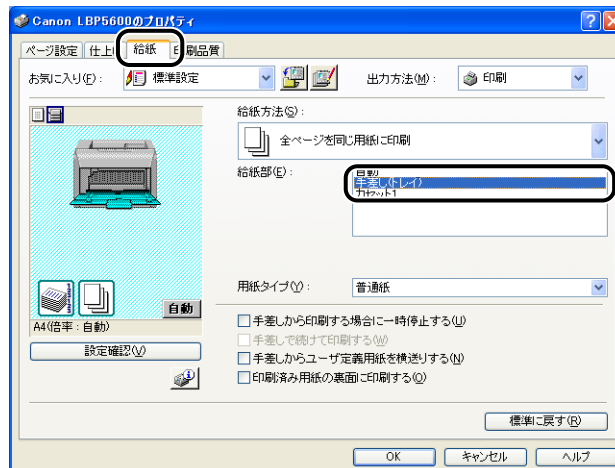 Canon LBP5600のプロパティ
ページ設定 仕上 給紙 印刷品質
お気に入り(F): 標準設定 出力方法(M): 印刷
給紙方法(S):
全ページを同じ用紙に印刷
給紙部(E):
自動
手差し(トレイ)
カセット1
用紙タイプ(Y): 普通紙
自動
A4(倍率:自動)
設定確認(V)
手差しから印刷する場合に一時停止する(U)
手差しで続けて印刷する(W)
手差しからユーザ定義用紙を横送りする(N)
印刷済み用紙の裏面に印刷する(O)
標準に戻す(R)
OK キャンセル ヘルプ